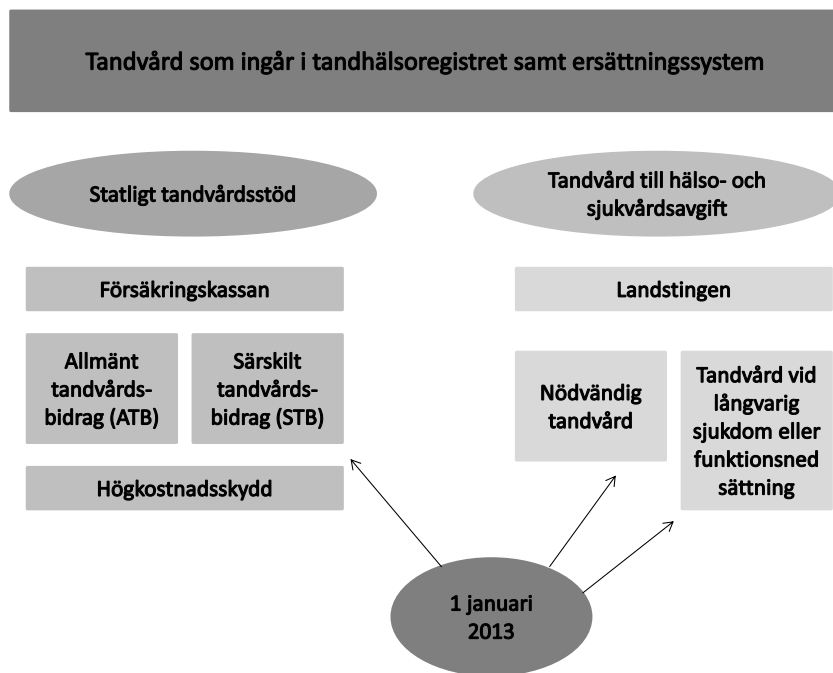 Tandvård som ingår i tandhälsoregistret samt ersättningssystem
Statligt tandvårdsstöd
Tandvård till hälso- och
sjukvårdsavgift
Försäkringskassan
Landstingen
Allmänt
tandvårds-
bidrag (ATB)
Särskilt
tandvårds-
bidrag (STB)
Nödvändig
tandvård
Tandvård vid
långvarig
sjukdom eller
funktionsned
sättning
Högkostnadsskydd
1 januari
2013